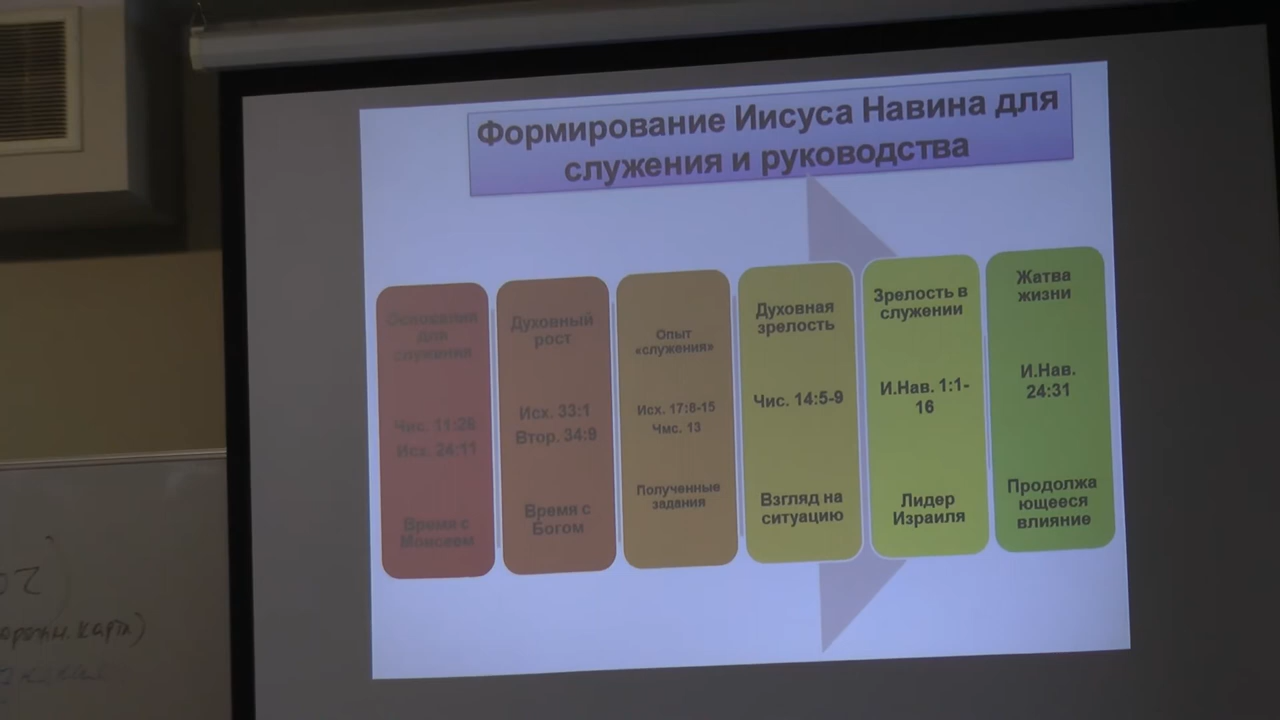 Формирование Иисуса Навина для
служения и руководства
Основания
для
служения
Чис. 11:28
Исх. 24:11
Время с
Моисеем
Духовный
рост
Исх. 33:1
Втор. 34:9
Время с
Богом
Опыт
«служения»
Исх. 17:8-15
Чмс. 13
Полученные
задания
Духовная
зрелость
Чис. 14:5-9
Взгляд на
ситуацию
Зрелость в
служении
И.Нав. 1:1-
16
Лидер
Израиля
Жатва
жизни
И.Нав.
24:31
Продолжа
ющееся
влияние